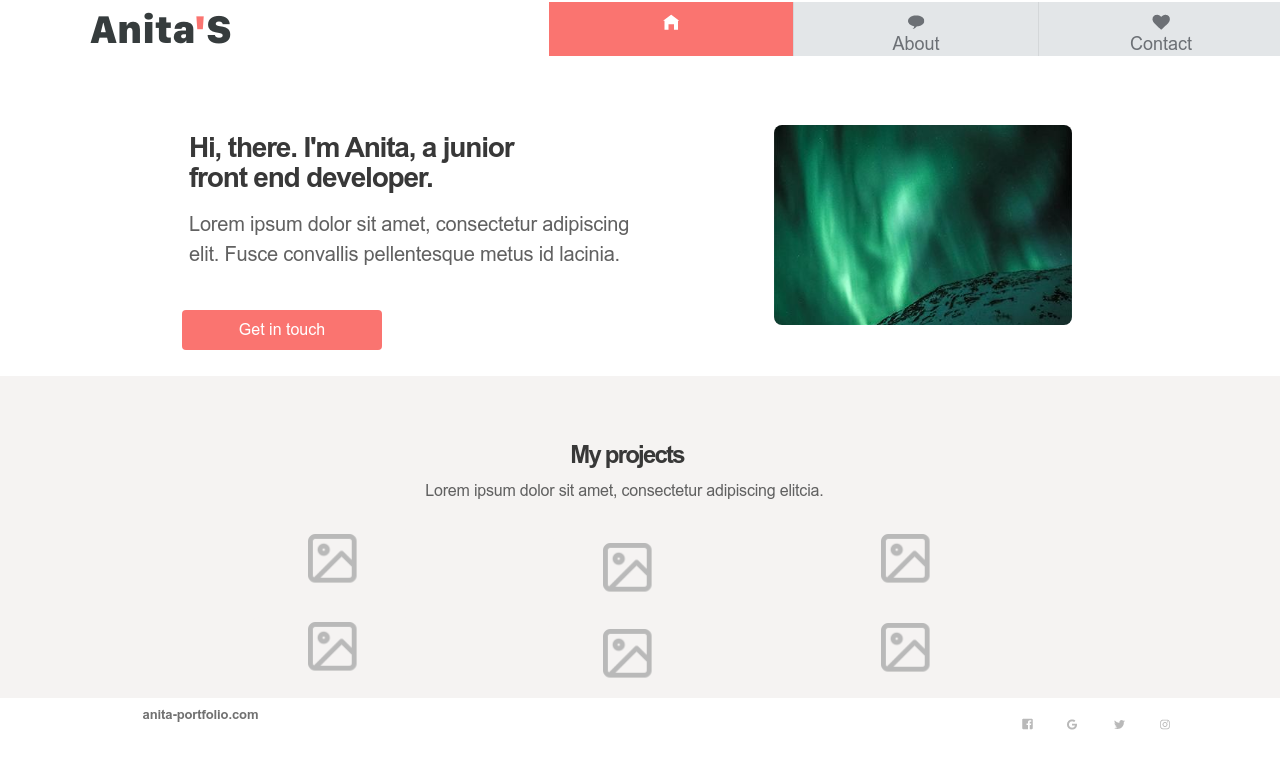 Anita'S
About
Contact
Hi, there. I'm Anita, a junior
front end developer.
Lorem ipsum dolor sit amet, consectetur adipiscing
elit. Fusce convallis pellentesque metus id lacinia.
Get in touch
My projects
Lorem ipsum dolor sit amet, consectetur adipiscing elitcia.
anita-portfolio.com